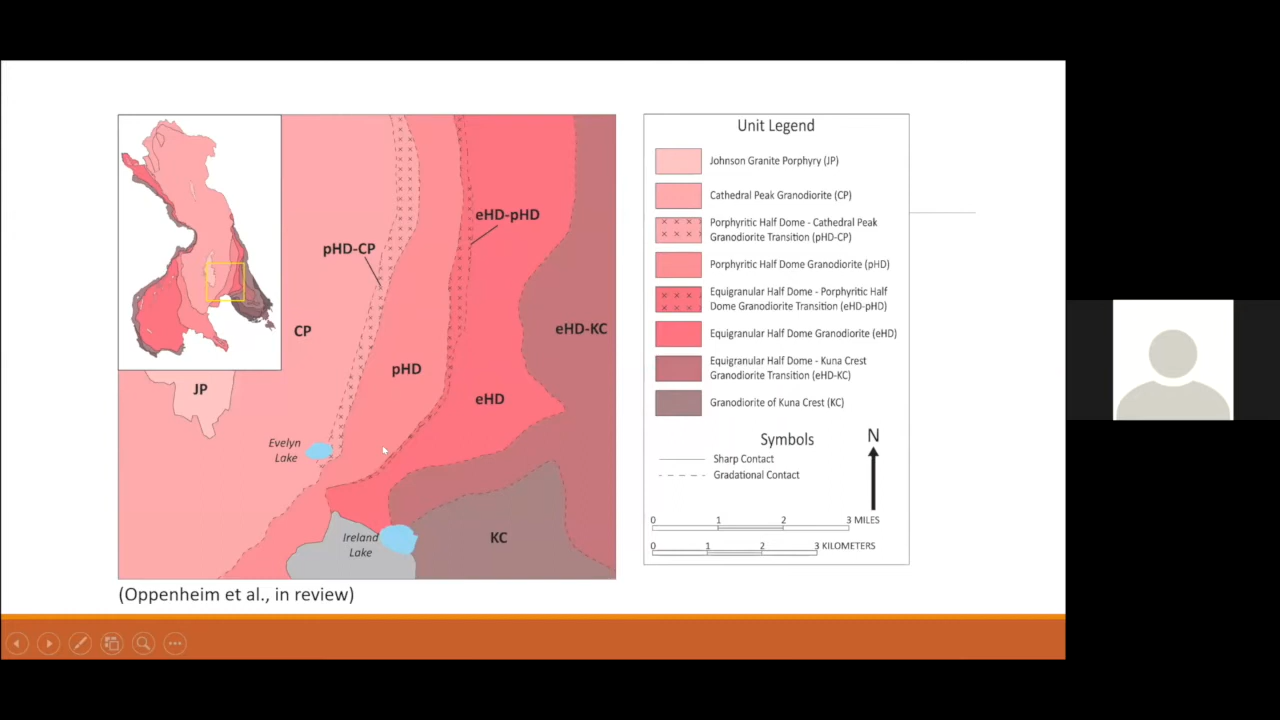 eHD-pHD
pHD-CP
CP
eHD-KC
pHD
JP
eHD
Evelyn
Lake
Ireland
Lake
KC
(Oppenheim et al., in review)
Unit Legend
Johnson Granite Porphyry (JP)
Cathedral Peak Granodiorite (CP)
Porphyritic Half Dome - Cathedral Peak
Granodiorite Transition (pHD-CP)
Porphyritic Half Dome Granodiorite (pHD)
Equigranular Half Dome - Porphyritic Half
Dome Granodiorite Transition (eHD-pHD)
Equigranular Half Dome Granodiorite (eHD)
Equigranular Half Dome - Kuna Crest
Granodiorite Transition (eHD-KC)
Granodiorite of Kuna Crest (KC)
Symbols
N
Sharp Contact
Gradational Contact
0 1 2 3 MILES
0 1 2 3 KILOMETERS